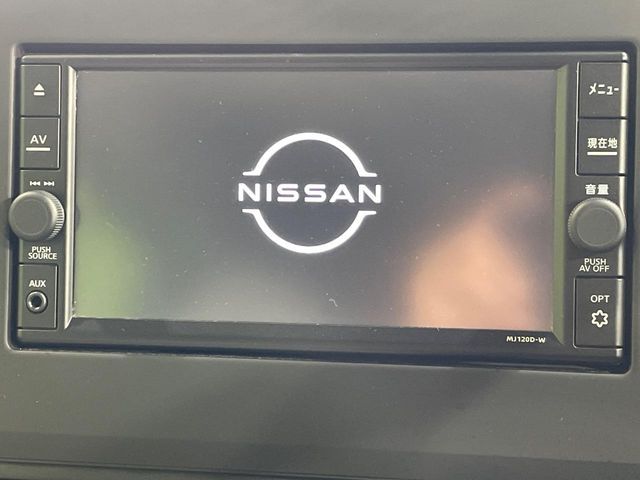 AV
PUSH
SOURCE
AUX
NISSAN
メニュー
現在地
音量
PUSH
AV OFF
OPT
MJ120D-W